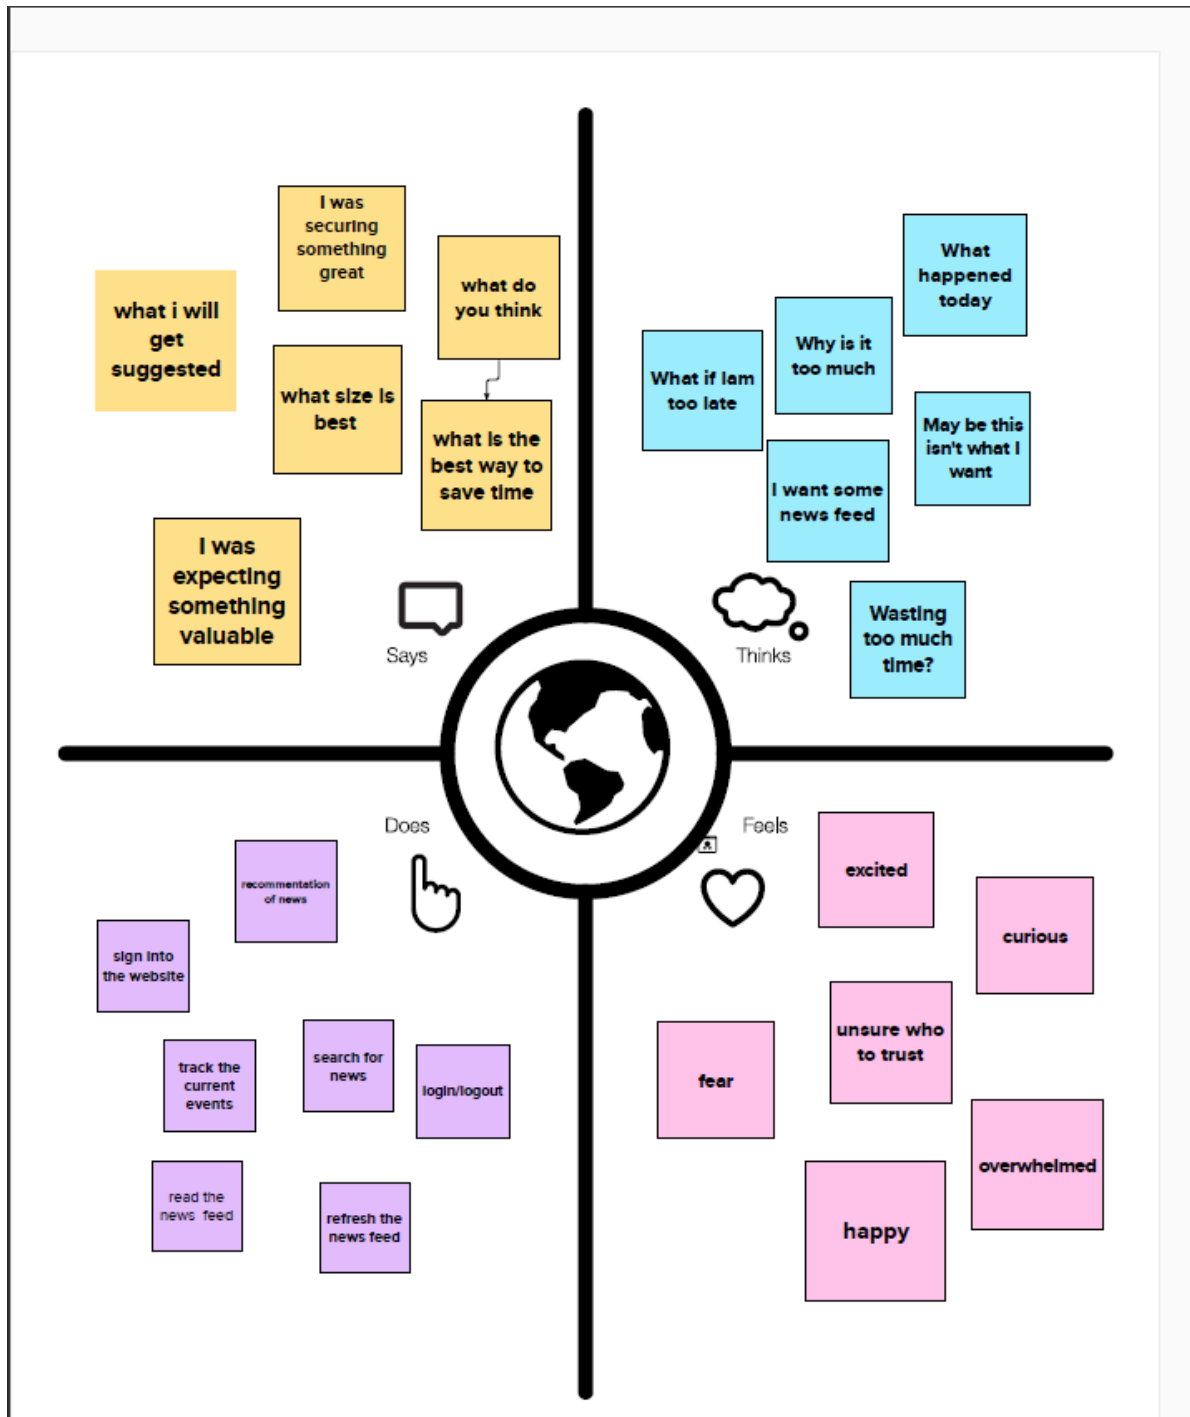 I was
securing
something
great
what do
you think
what i will
get
suggested
what size is
best
what is the
best way to
save time
I was
expecting
something
valuable
Says
What
happened
today
Why is it
too much
What if Iam
too late
May be this
isn't what I
want
I want some
news feed
Wasting
too much
time?
Thinks
Does
recommentation
of news
sign into
the website
track the
current
events
search for
news
login/logout
read the
news feed
refresh the
news feed
Feels
excited
curious
unsure who
to trust
fear
overwhelmed
happy